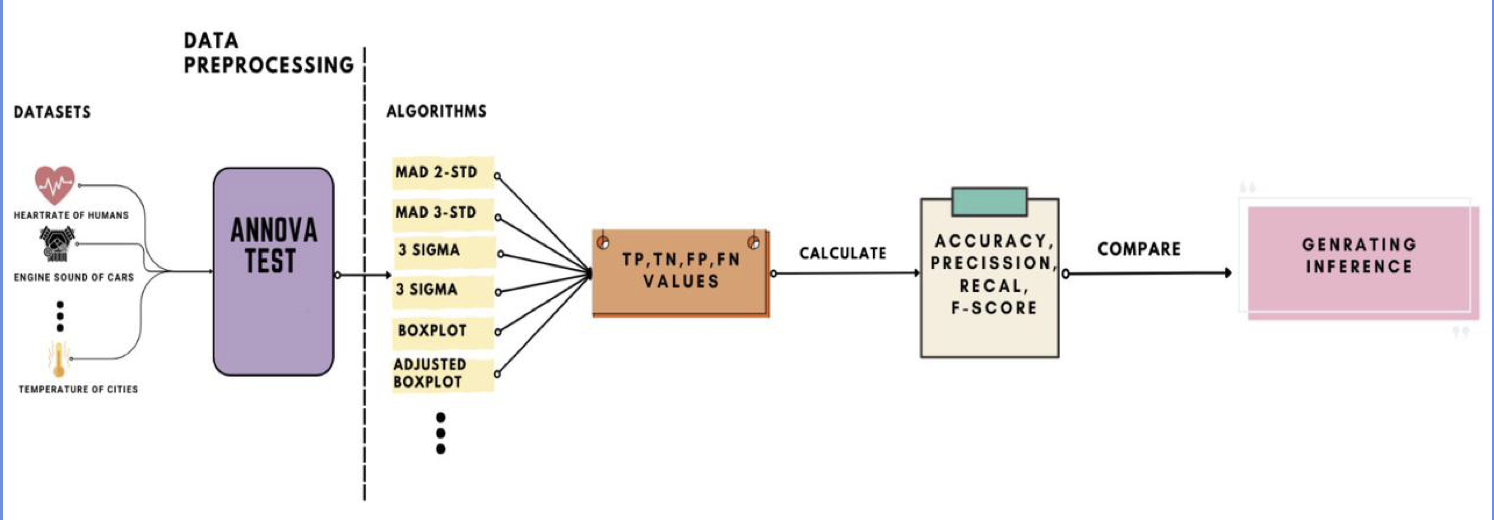 DATA
PREPROCESSING
DATASETS
HEARTRATE OF HUMANS
ENGINE SOUND OF CARS
TEMPERATURE OF CITIES
ANNOVA
TEST
ALGORITHMS
MAD 2-STD
MAD 3-STD
3 SIGMA
3 SIGMA
BOXPLOT
ADJUSTED
BOXPLOT
TP,TN,FP,FN
VALUES
CALCULATE
ACCURACY,
PRECISSION,
RECAL,
F-SCORE
COMPARE
GENRATING
INFERENCE